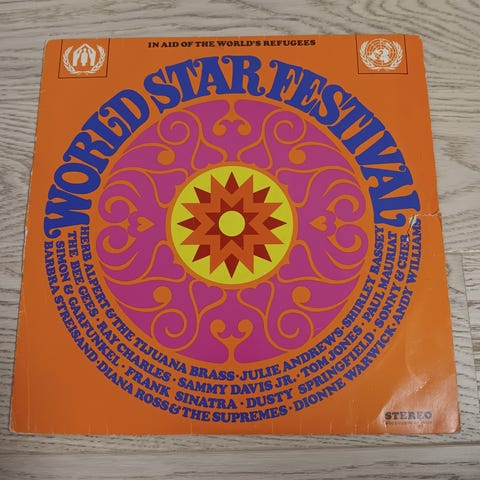 IN AID OF THE WORLD'S REFUGEES
WORLD STAR FESTIVAL
HERB ALPERT & THE TIJUANA BRASS · JULIE ANDREWS · SHIRLEY BASSEY
THE BEE GEES · RAY CHARLES · SAMMY DAVIS JR. · TOM JONES · PAUL MAURIAT
SIMON & GARFUNKEL · FRANK SINATRA · DUSTY SPRINGFIELD · SONNY & CHER
BARBRA STREISAND · DIANA ROSS & THE SUPREMES · DIONNE WARWICK · ANDY WILLIAMS
STEREO